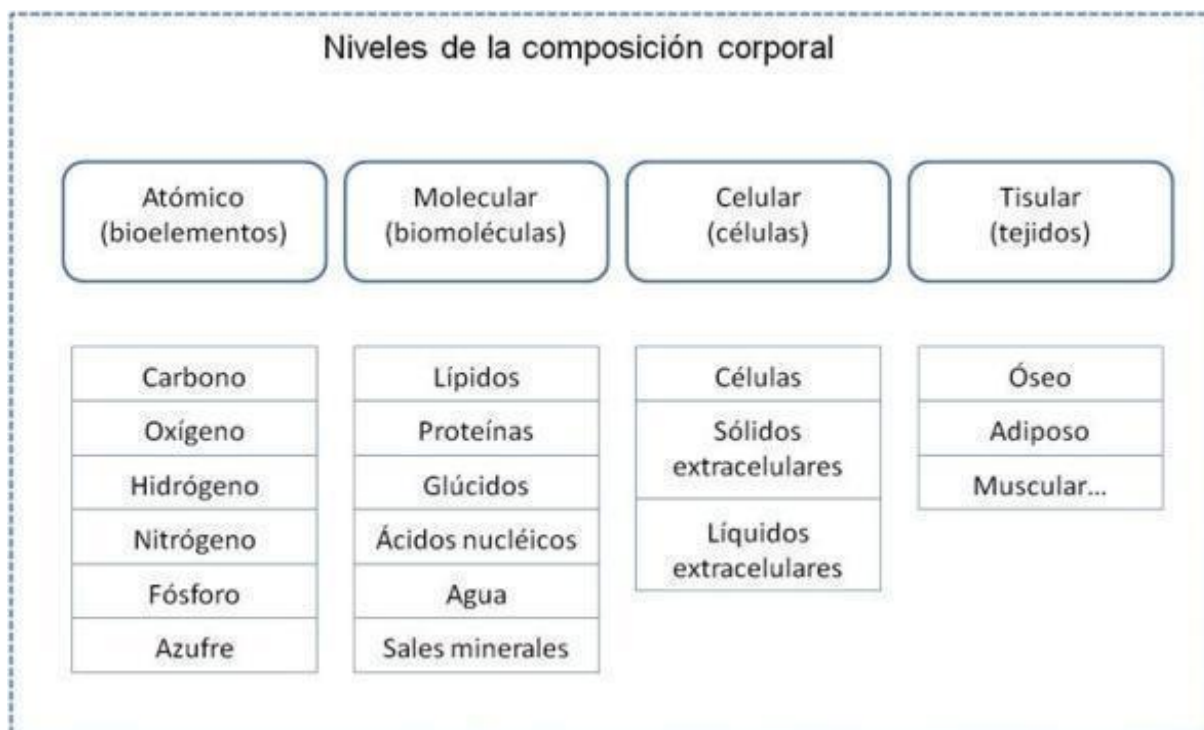 Niveles de la composición corporal
Atómico
(bioelementos)
Molecular
(biomoléculas)
Celular
(células)
Tisular
(tejidos)
Carbono
Oxígeno
Hidrógeno
Nitrógeno
Fósforo
Azufre
Lípidos
Proteínas
Glúcidos
Ácidos nucléicos
Agua
Sales minerales
Células
Sólidos
extracelulares
Líquidos
extracelulares
Óseo
Adiposo
Muscular...